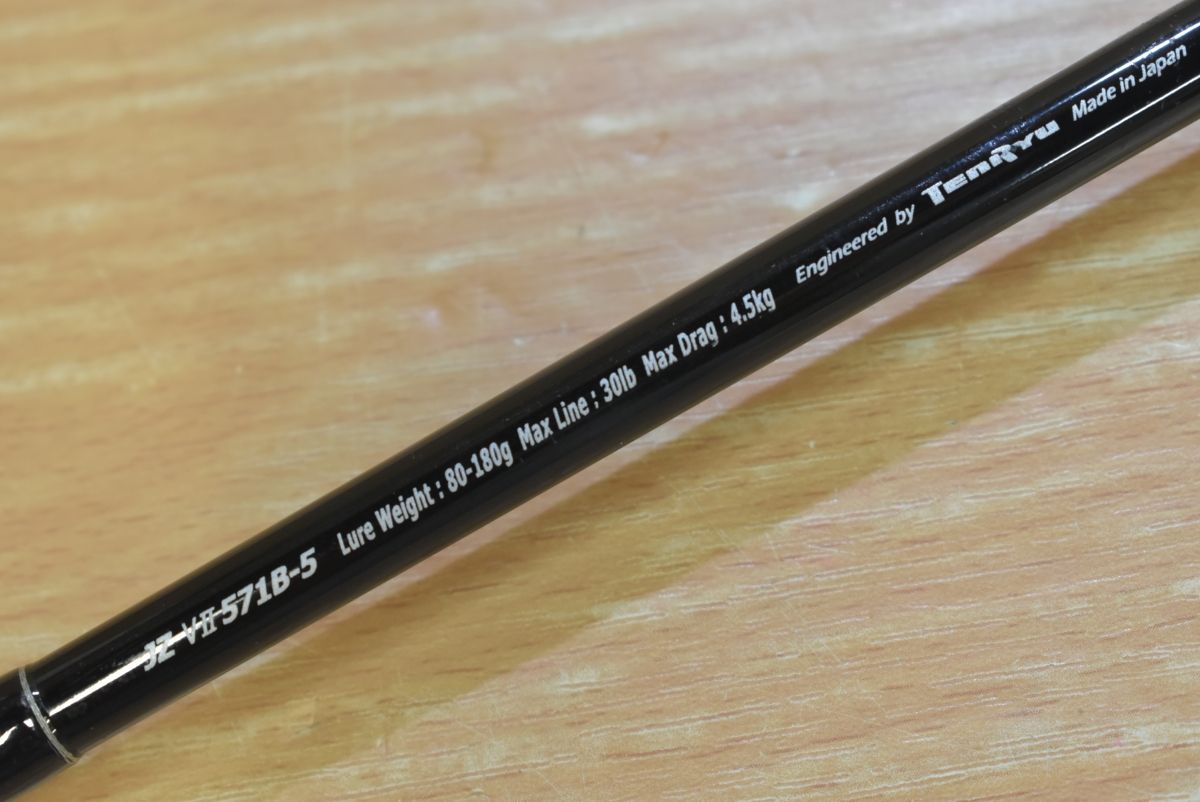 JZ VⅡ 571B-5 Lure Weight : 80-180g Max Line : 30lb Max Drag : 4.5kg Engineered by TenRyu Made in Japan